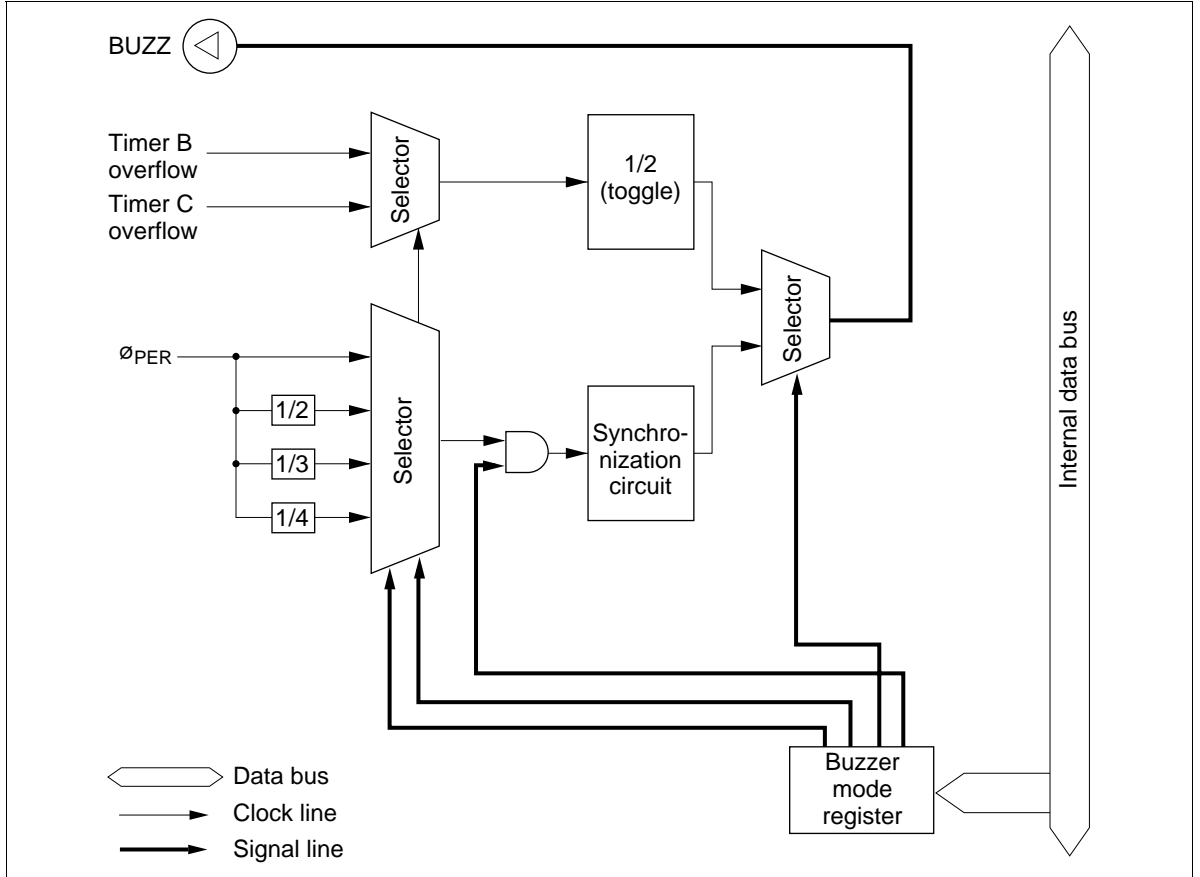 BUZZ
Timer B
overflow
Timer C
overflow
Selector
1/2
(toggle)
Selector
øPER
1/2
1/3
1/4
Selector
Synchro-
nization
circuit
Internal data bus
Buzzer
mode
register
Data bus
Clock line
Signal line